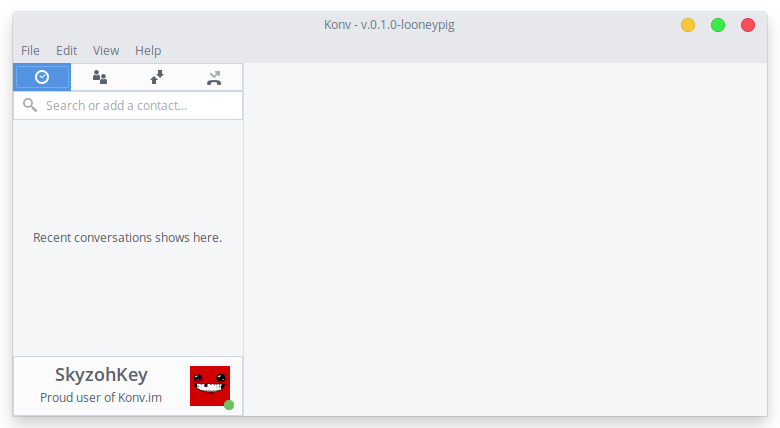 Konv - v.0.1.0-looneypig
File Edit View Help
Search or add a contact...
Recent conversations shows here.
SkyzohKey
Proud user of Konv.im